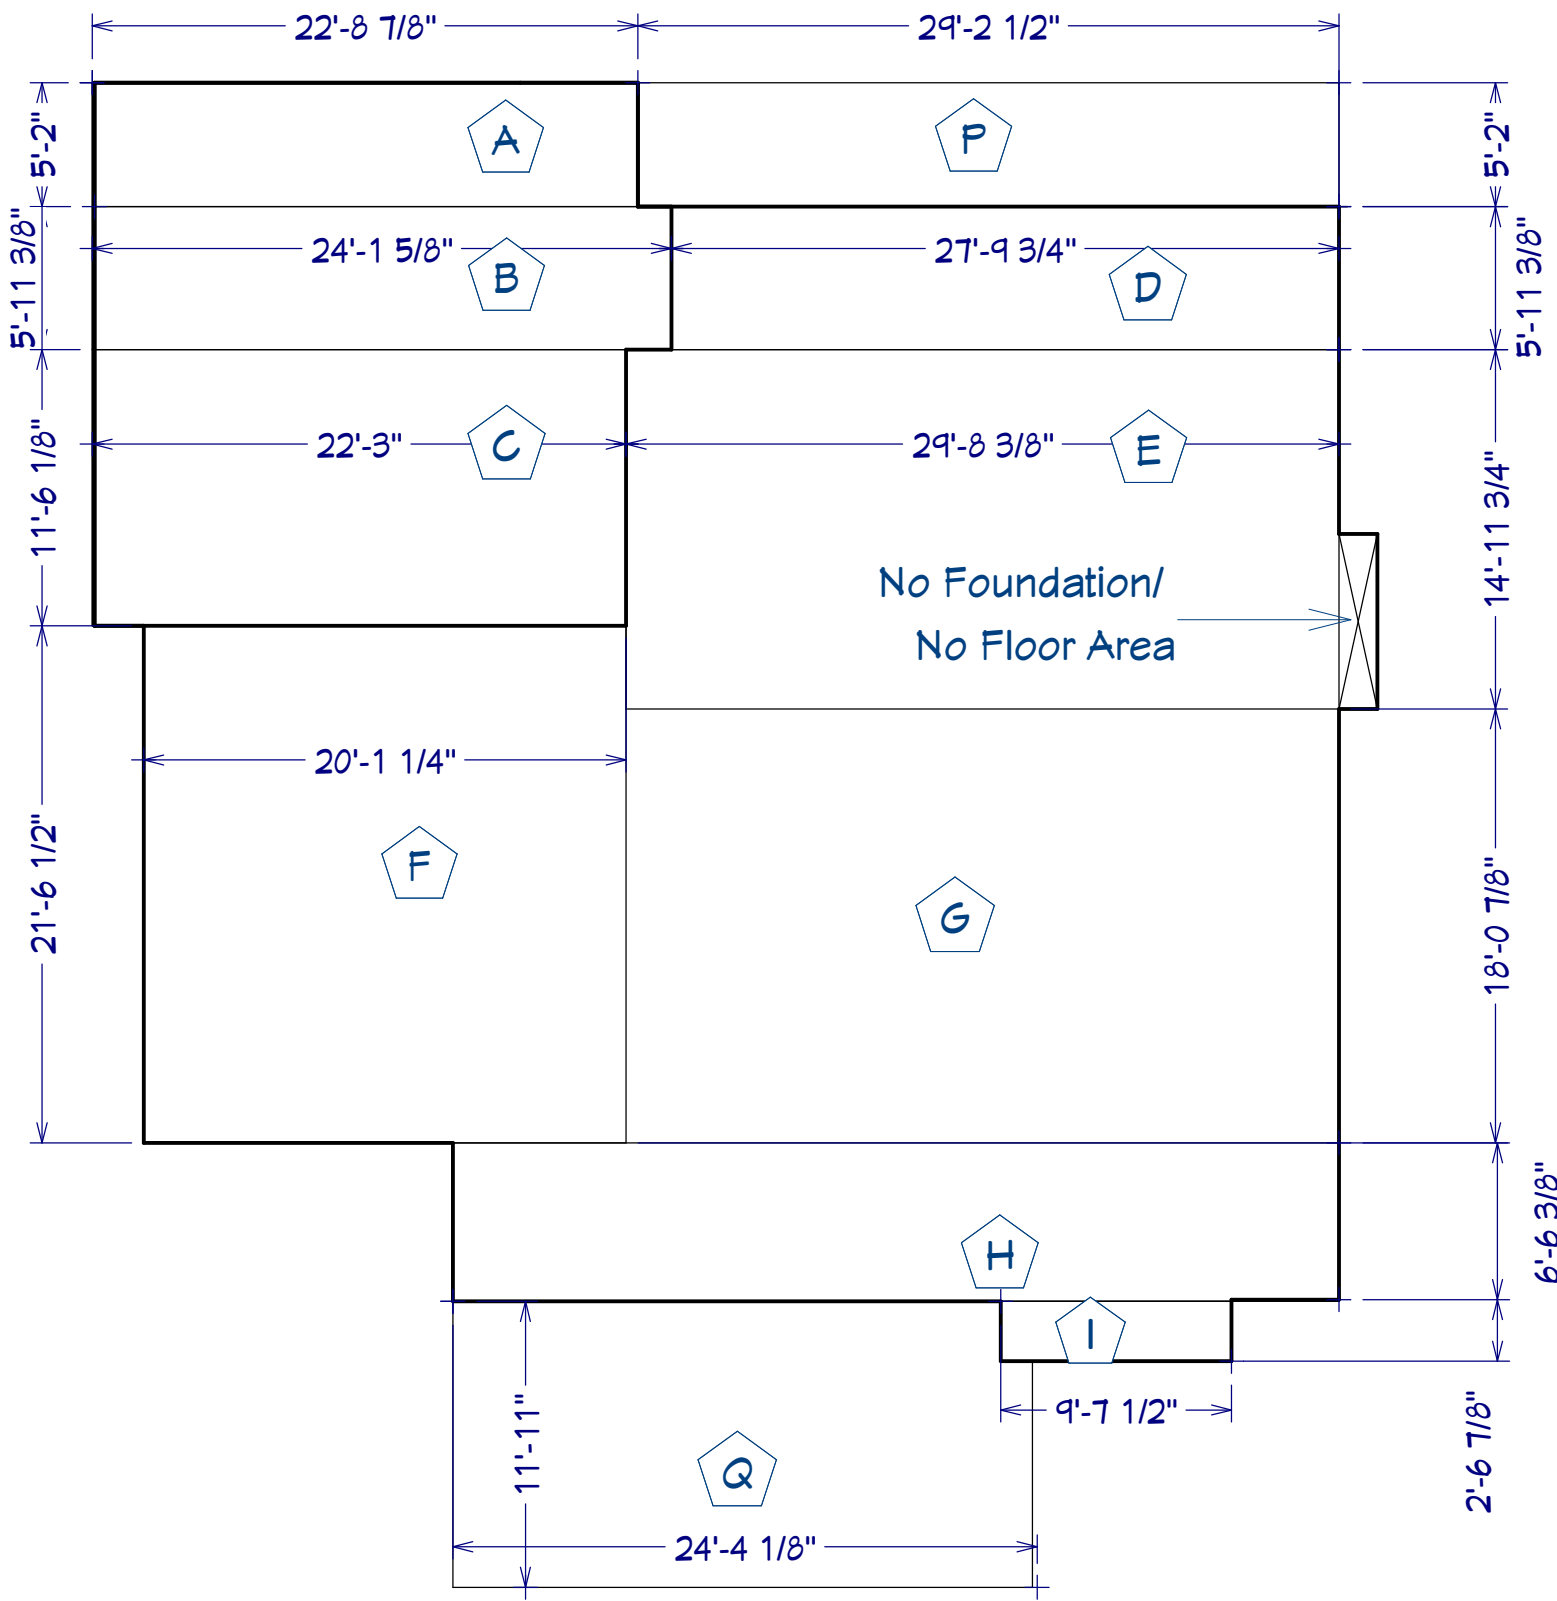 22'-8 7/8"
29'-2 1/2"
5'-2"
A
P
5'-2"
5'-11 3/8"
24'-1 5/8"
B
27'-9 3/4"
D
5'-11 3/8"
11'-6 1/8"
22'-3"
C
29'-8 3/8"
E
14'-11 3/4"
No Foundation/
No Floor Area
20'-1 1/4"
21'-6 1/2"
F
G
18'-0 7/8"
H
6'-6 3/8"
I
9'-7 1/2"
2'-6 7/8"
11'-11"
Q
24'-4 1/8"